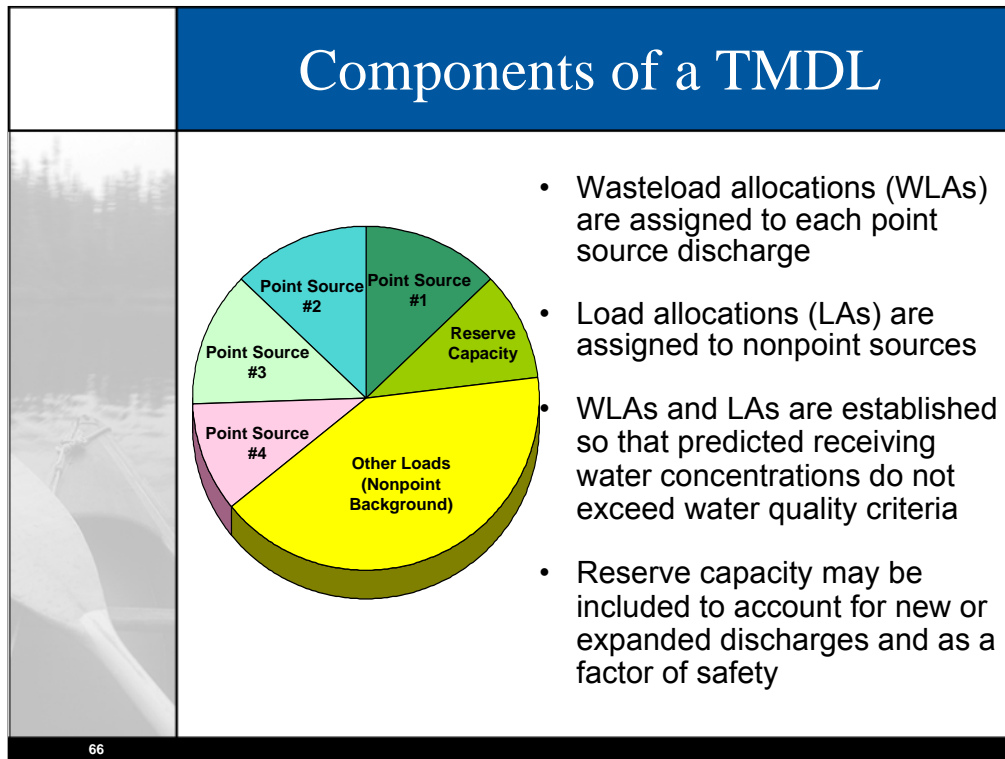 Components of a TMDL
Point Source
#1
Reserve
Capacity
Other Loads
(Nonpoint
Background)
Point Source
#4
Point Source
#3
Point Source
#2
• Wasteload allocations (WLAs)
are assigned to each point
source discharge
• Load allocations (LAs) are
assigned to nonpoint sources
• WLAs and LAs are established
so that predicted receiving
water concentrations do not
exceed water quality criteria
• Reserve capacity may be
included to account for new or
expanded discharges and as a
factor of safety
66